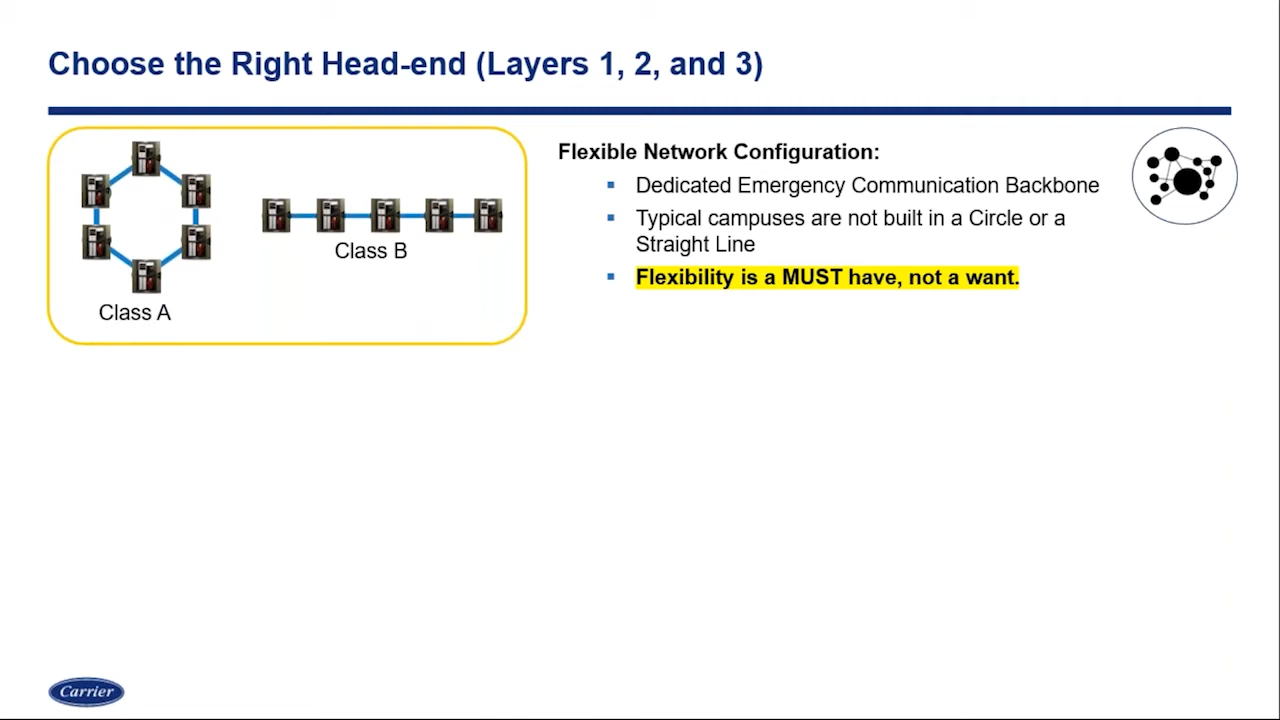 Choose the Right Head-end (Layers 1, 2, and 3)
Class A
Class B
Flexible Network Configuration:
Dedicated Emergency Communication Backbone
Typical campuses are not built in a Circle or a
Straight Line
Flexibility is a MUST have, not a want.
Carrier